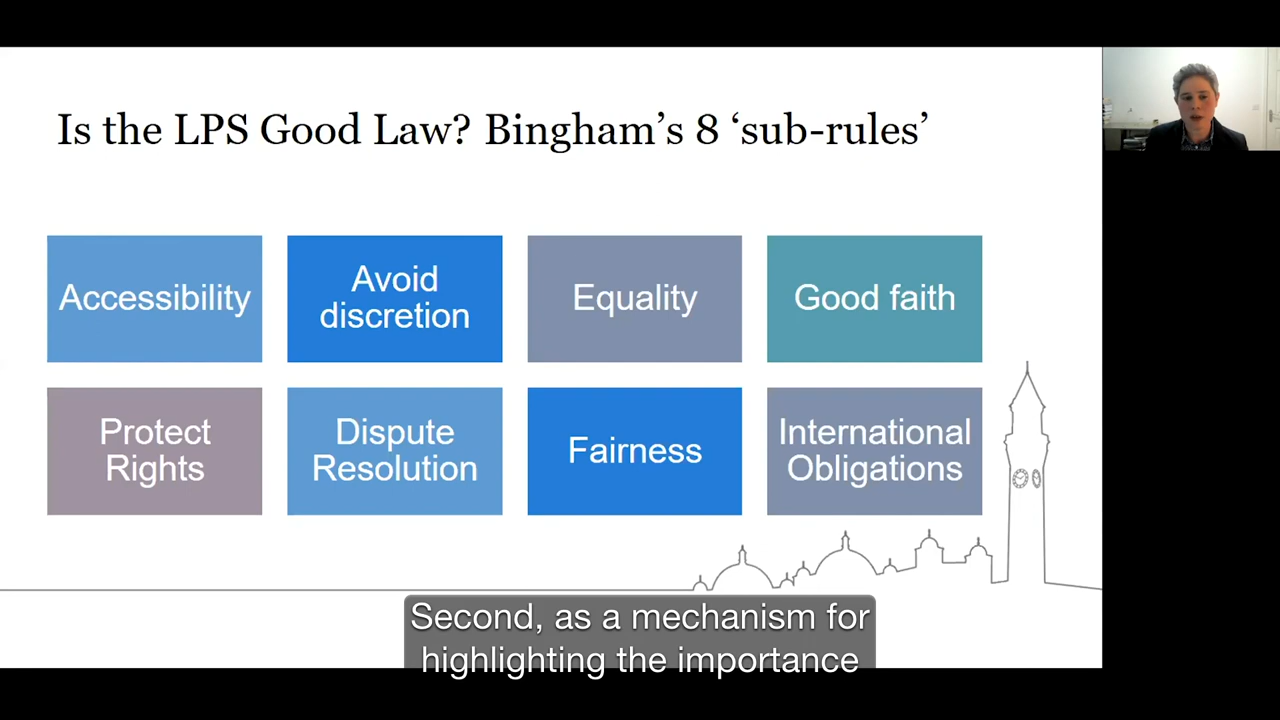 Is the LPS Good Law? Bingham’s 8 ‘sub-rules’
Accessibility
Avoid
discretion
Equality
Good faith
Protect
Rights
Dispute
Resolution
Fairness
International
Obligations
Second, as a mechanism for
highlighting the importance